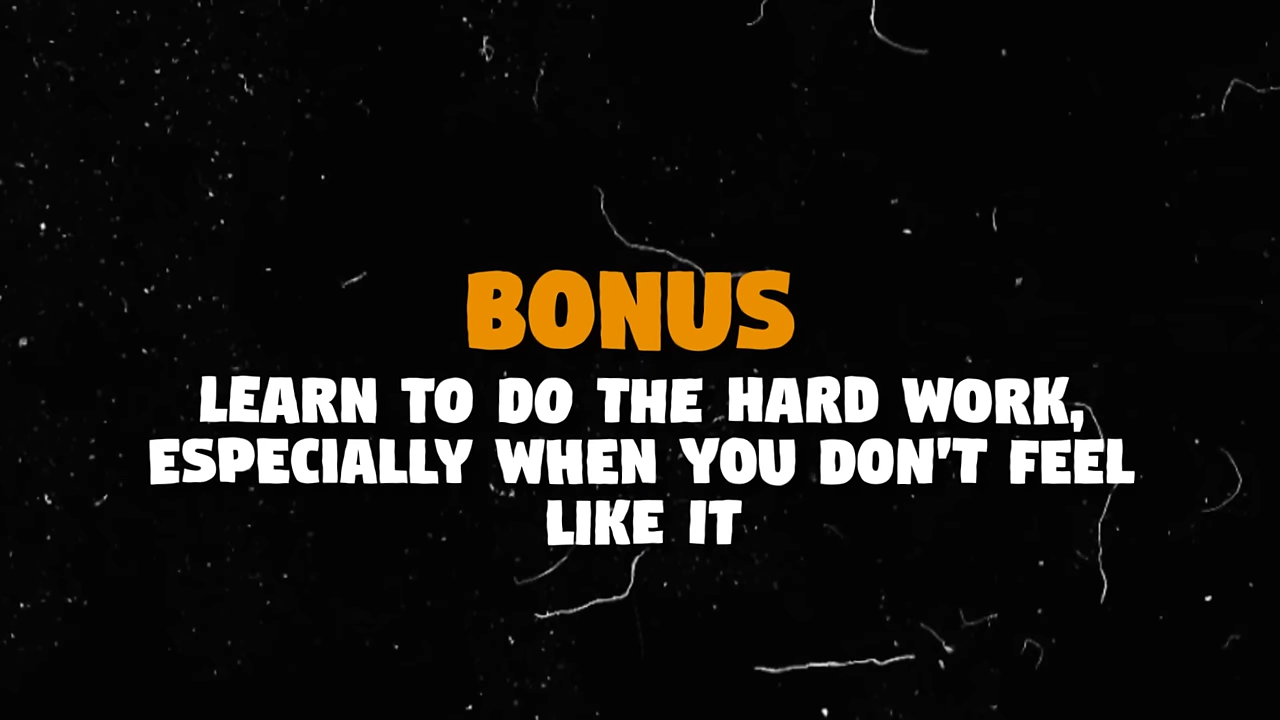 BONUS
LEARN TO DO THE HARD WORK,
ESPECIALLY WHEN YOU DON'T FEEL
LIKE IT